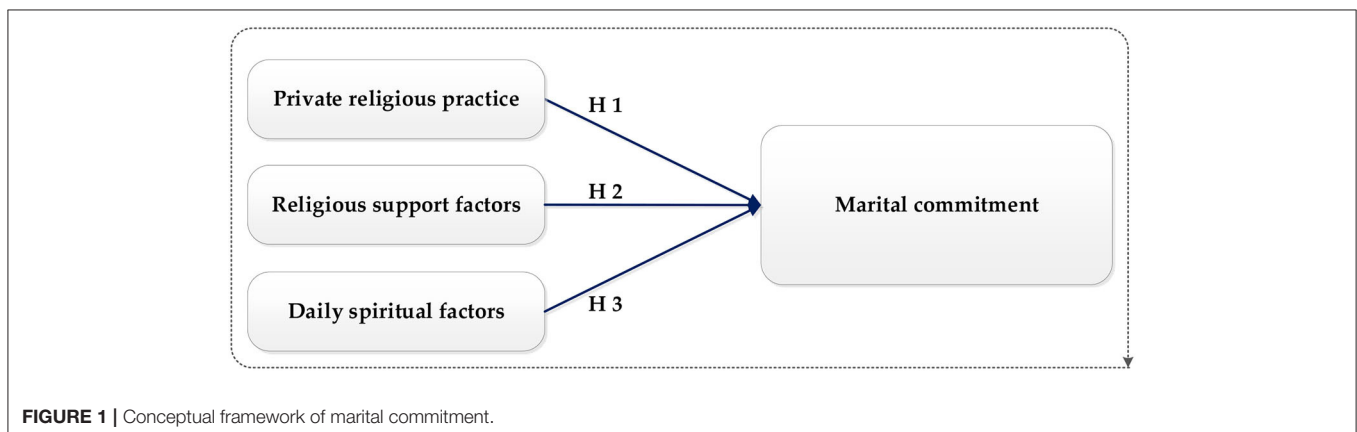 Private religious practice
H 1
Religious support factors
H 2
Marital commitment
Daily spiritual factors
H 3
FIGURE 1 | Conceptual framework of marital commitment.